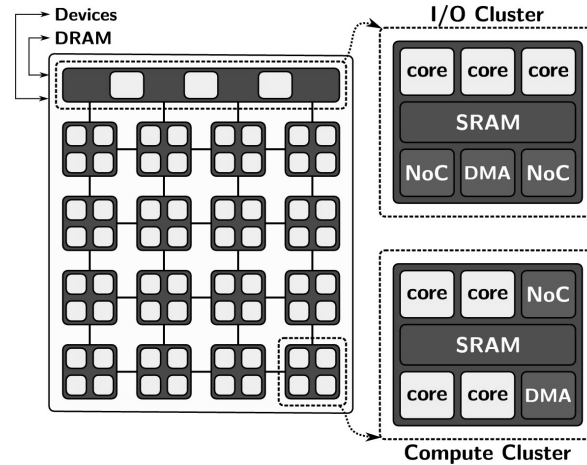 Devices
DRAM
I/O Cluster
core core core
SRAM
NoC DMA NoC
core core NoC
SRAM
core core DMA
Compute Cluster